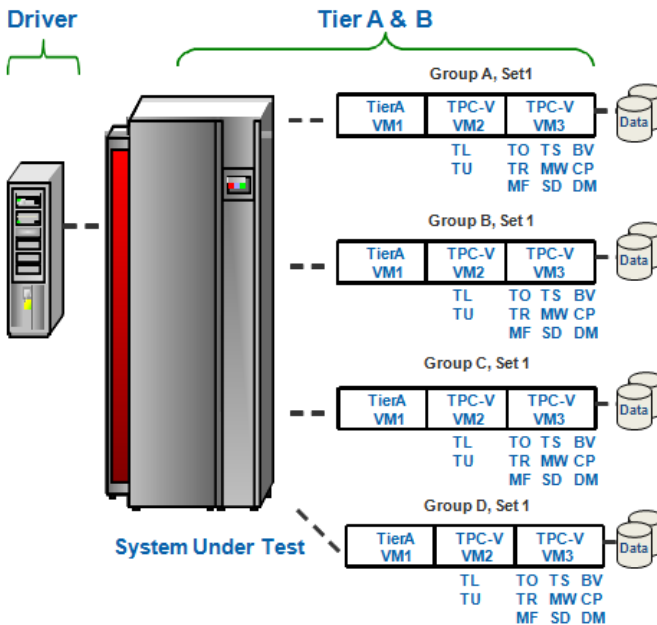 Driver
Tier A & B
Group A, Set1
TierA TPC-V TPC-V
VM1 VM2 VM3
Data
TL TO TS BV
TU TR MW CP
MF SD DM
Group B, Set 1
TierA TPC-V TPC-V
VM1 VM2 VM3
Data
TL TO TS BV
TU TR MW CP
MF SD DM
Group C, Set 1
TierA TPC-V TPC-V
VM1 VM2 VM3
Data
TL TO TS BV
TU TR MW CP
MF SD DM
Group D, Set 1
System Under Test
TierA TPC-V TPC-V
VM1 VM2 VM3
Data
TL TO TS BV
TU TR MW CP
MF SD DM